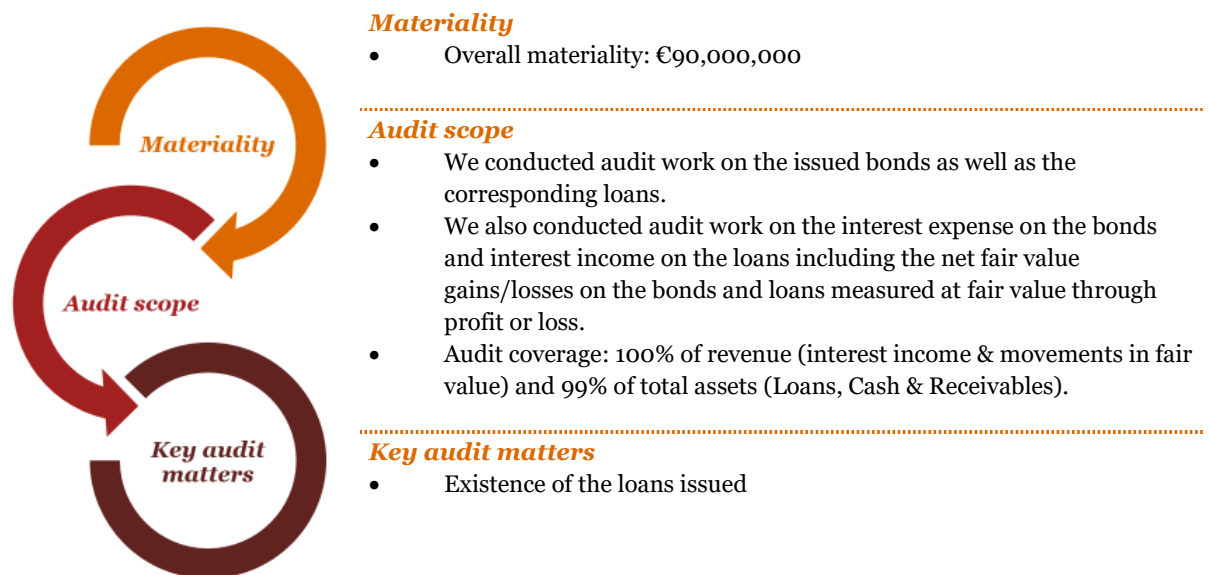 Materiality
• Overall materiality: €90,000,000
Materiality
Audit scope
• We conducted audit work on the issued bonds as well as the
corresponding loans.
• We also conducted audit work on the interest expense on the bonds
and interest income on the loans including the net fair value
gains/losses on the bonds and loans measured at fair value through
profit or loss.
• Audit coverage: 100% of revenue (interest income & movements in fair
value) and 99% of total assets (Loans, Cash & Receivables).
Audit scope
Key audit matters
• Existence of the loans issued
Key audit
matters